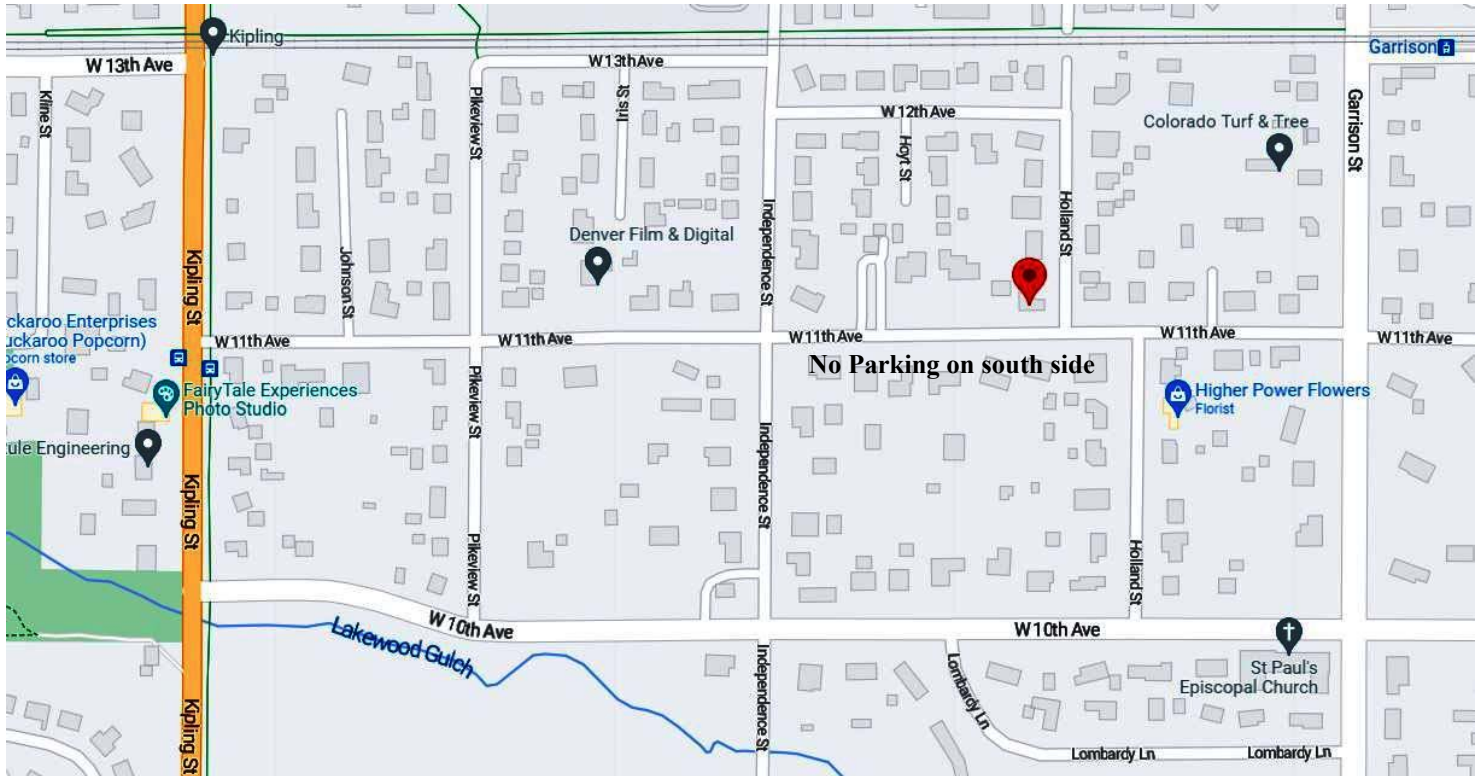 Kipling
Garrison
W 13th Ave
W 13th Ave
Kline St
Pikeview St
Iris St
W 12th Ave
Hoyt St
Colorado Turf & Tree
Garrison St
Holland St
Independence St
Denver Film & Digital
Johnson St
Kipling St
ckaroo Enterprises
uckaroo Popcorn)
ocorn store
W 11th Ave
W 11th Ave
W 11th Ave
W 11th Ave
W 11th Ave
No Parking on south side
FairyTale Experiences
Photo Studio
Pikeview St
Higher Power Flowers
Florist
ule Engineering
Independence St
Kipling St
Pikeview St
Holland St
W 10th Ave
W 10th Ave
Lakewood Gulch
Independence St
Lombardy Ln
St Paul's
Episcopal Church
Kipling St
Lombardy Ln
Lombardy Ln